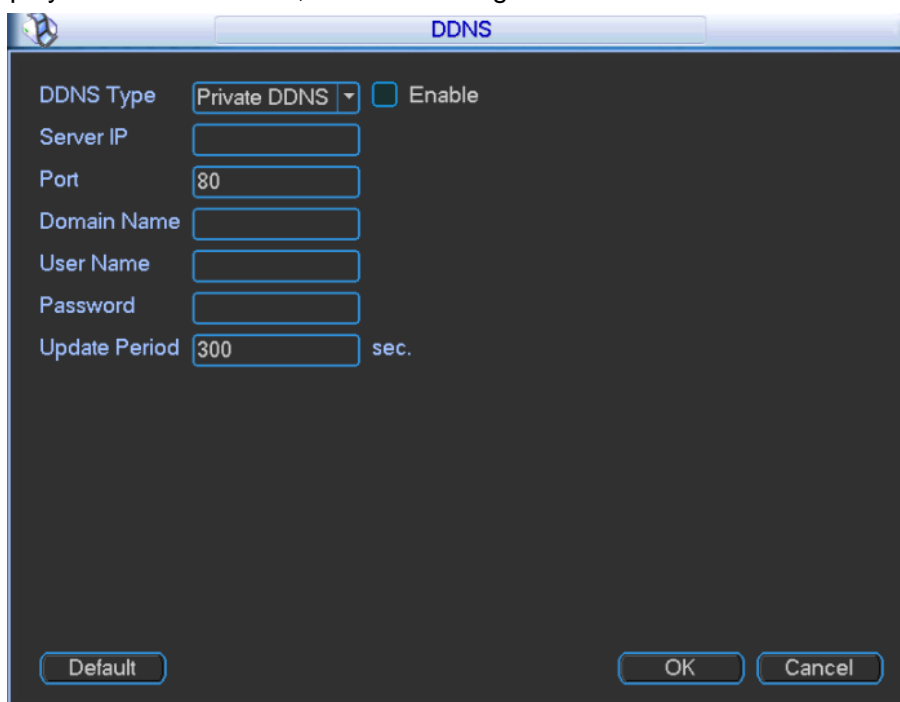 DDNS
DDNS Type Private DDNS Enable
Server IP
Port 80
Domain Name
User Name
Password
Update Period 300 sec.
Default OK Cancel